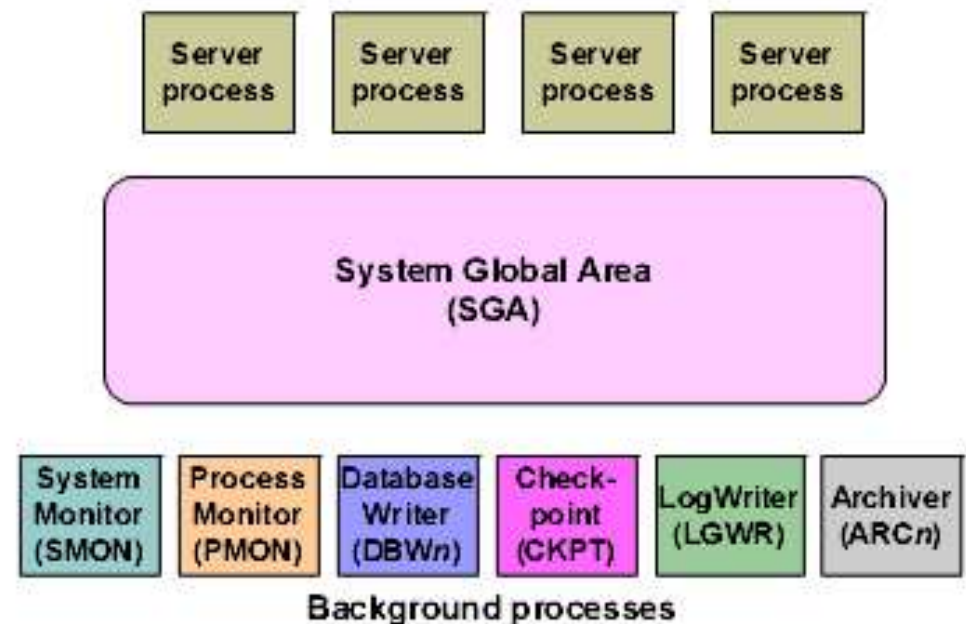 Server
process
Server
process
Server
process
Server
process
System Global Area
(SGA)
System
Monitor
(SMON)
Process
Monitor
(PMON)
Database
Writer
(DBWn)
Check-
point
(CKPT)
LogWriter
(LGWR)
Archiver
(ARCn)
Background processes